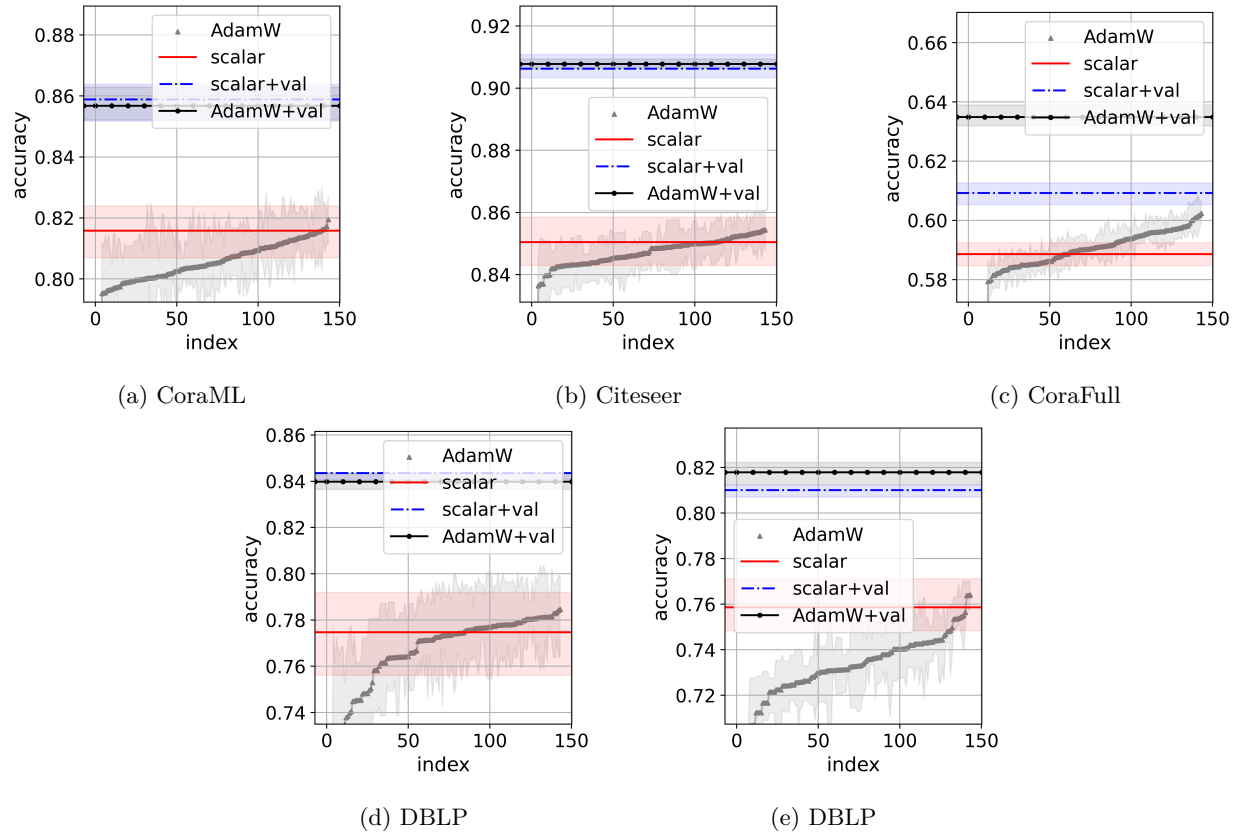 0.88
0.86
0.84
0.82
0.80
accuracy
AdamW
scalar
scalar+val
AdamW+val
0 50 100 150
index
(a) CoraML
0.92
0.90
0.88
0.86
0.84
accuracy
AdamW
scalar
scalar+val
AdamW+val
0 50 100 150
index
(b) Citeseer
0.66
0.64
0.62
0.60
0.58
accuracy
AdamW
scalar
scalar+val
AdamW+val
0 50 100 150
index
(c) CoraFull
0.86
0.84
0.82
0.80
0.78
0.76
0.74
accuracy
AdamW
scalar
scalar+val
AdamW+val
0 50 100 150
index
(d) DBLP
0.82
0.80
0.78
0.76
0.74
0.72
accuracy
AdamW
scalar
scalar+val
AdamW+val
0 50 100 150
index
(e) DBLP